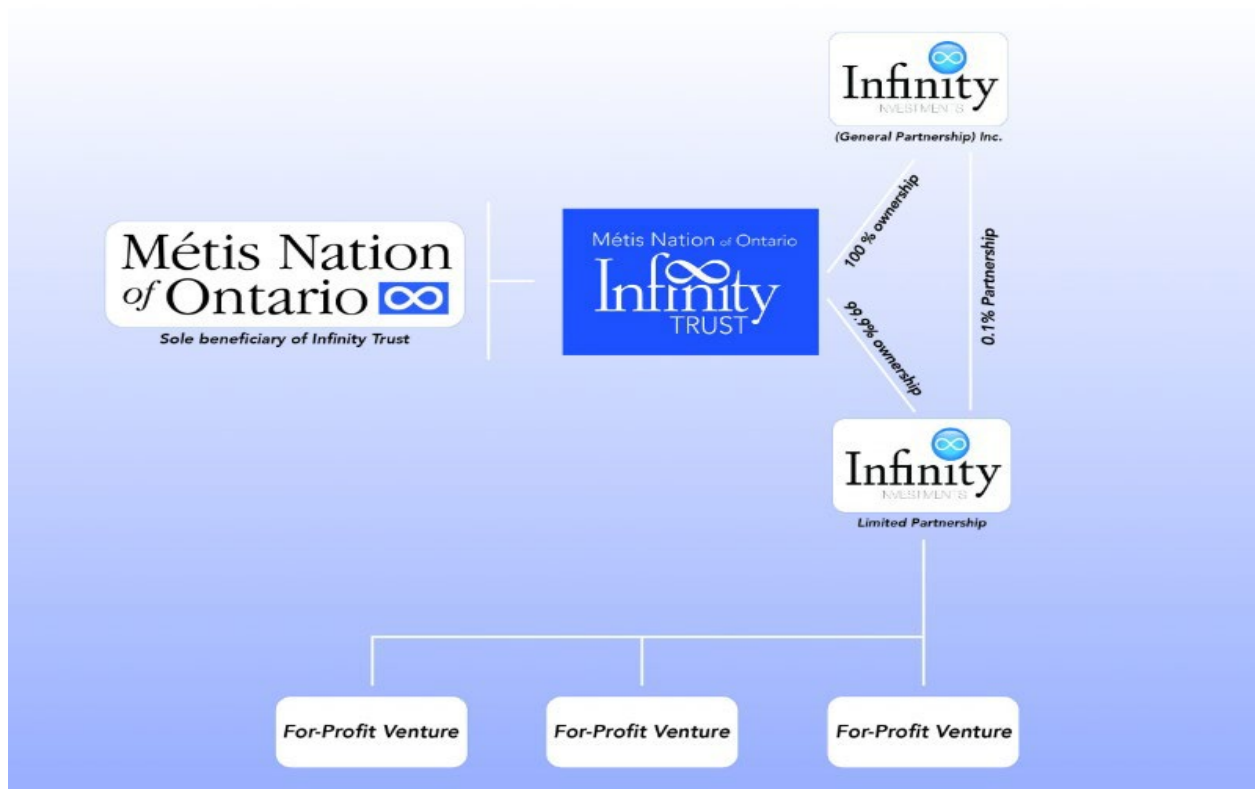 Infinity
INVESTMENTS
(General Partnership) Inc.
100 % ownership
0.1% Partnership
Métis Nation
of Ontario
Sole beneficiary of Infinity Trust
Métis Nation of Ontario
Infinity
TRUST
99.9% ownership
Infinity
INVESTMENTS
Limited Partnership
For-Profit Venture
For-Profit Venture
For-Profit Venture